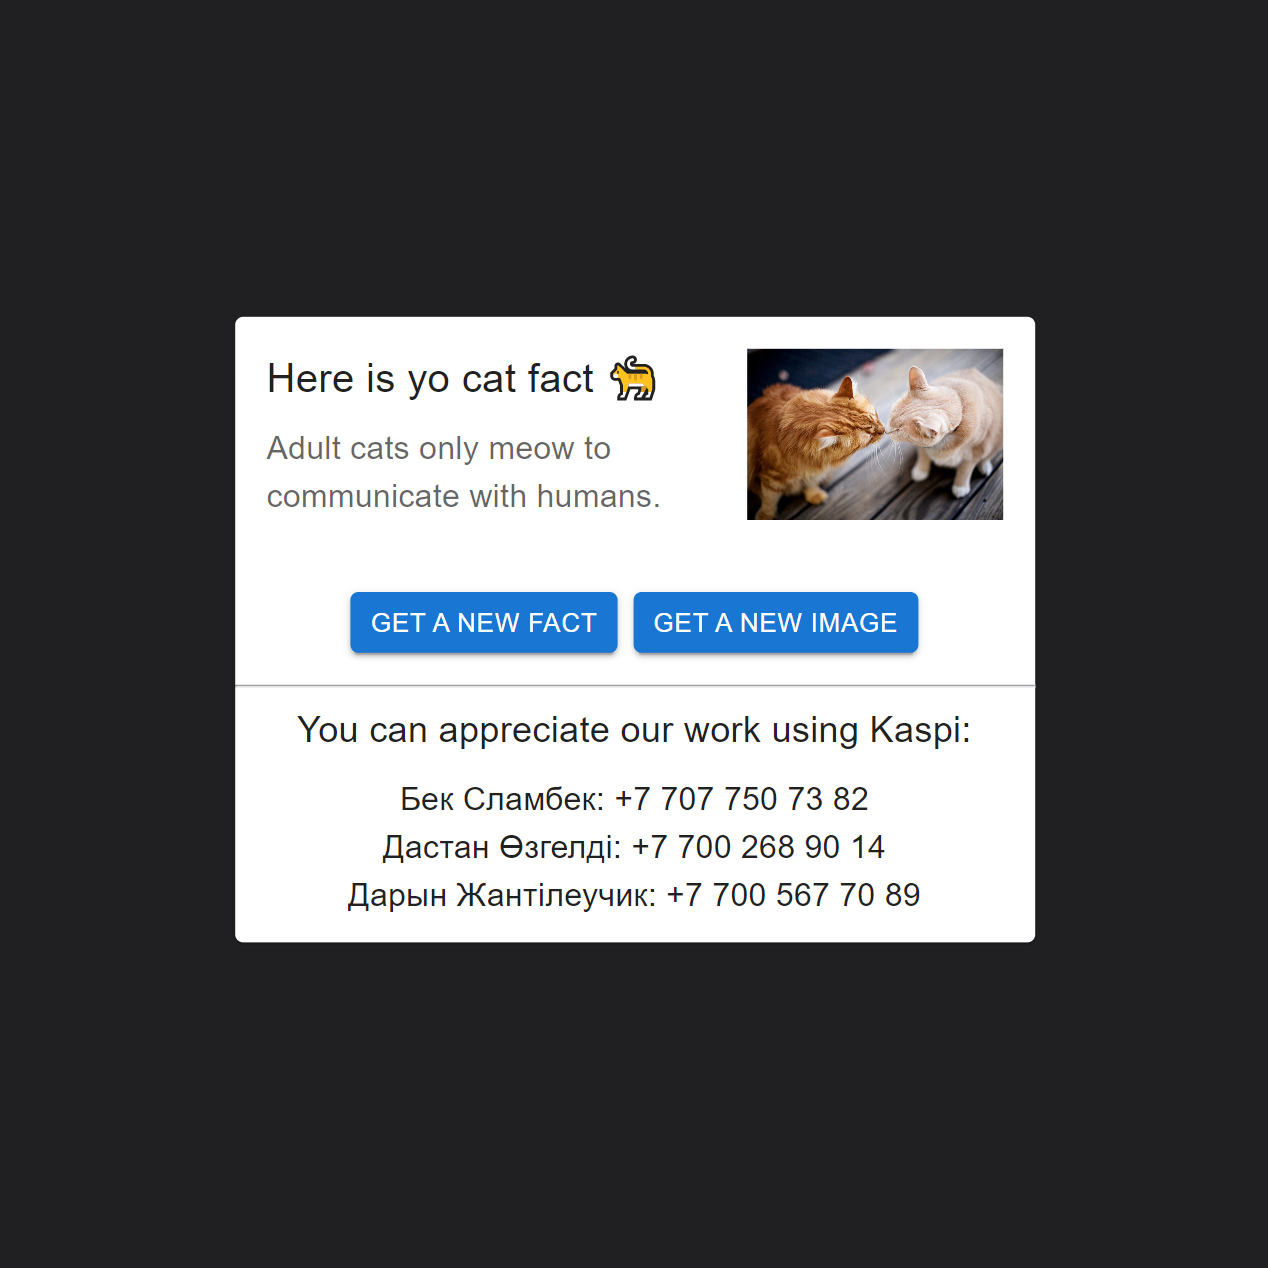 Here is yo cat fact 🐈
Adult cats only meow to
communicate with humans.
GET A NEW FACT
GET A NEW IMAGE
You can appreciate our work using Kaspi:
Бек Сламбек: +7 707 750 73 82
Дастан Өзгелді: +7 700 268 90 14
Дарын Жантілеучик: +7 700 567 70 89